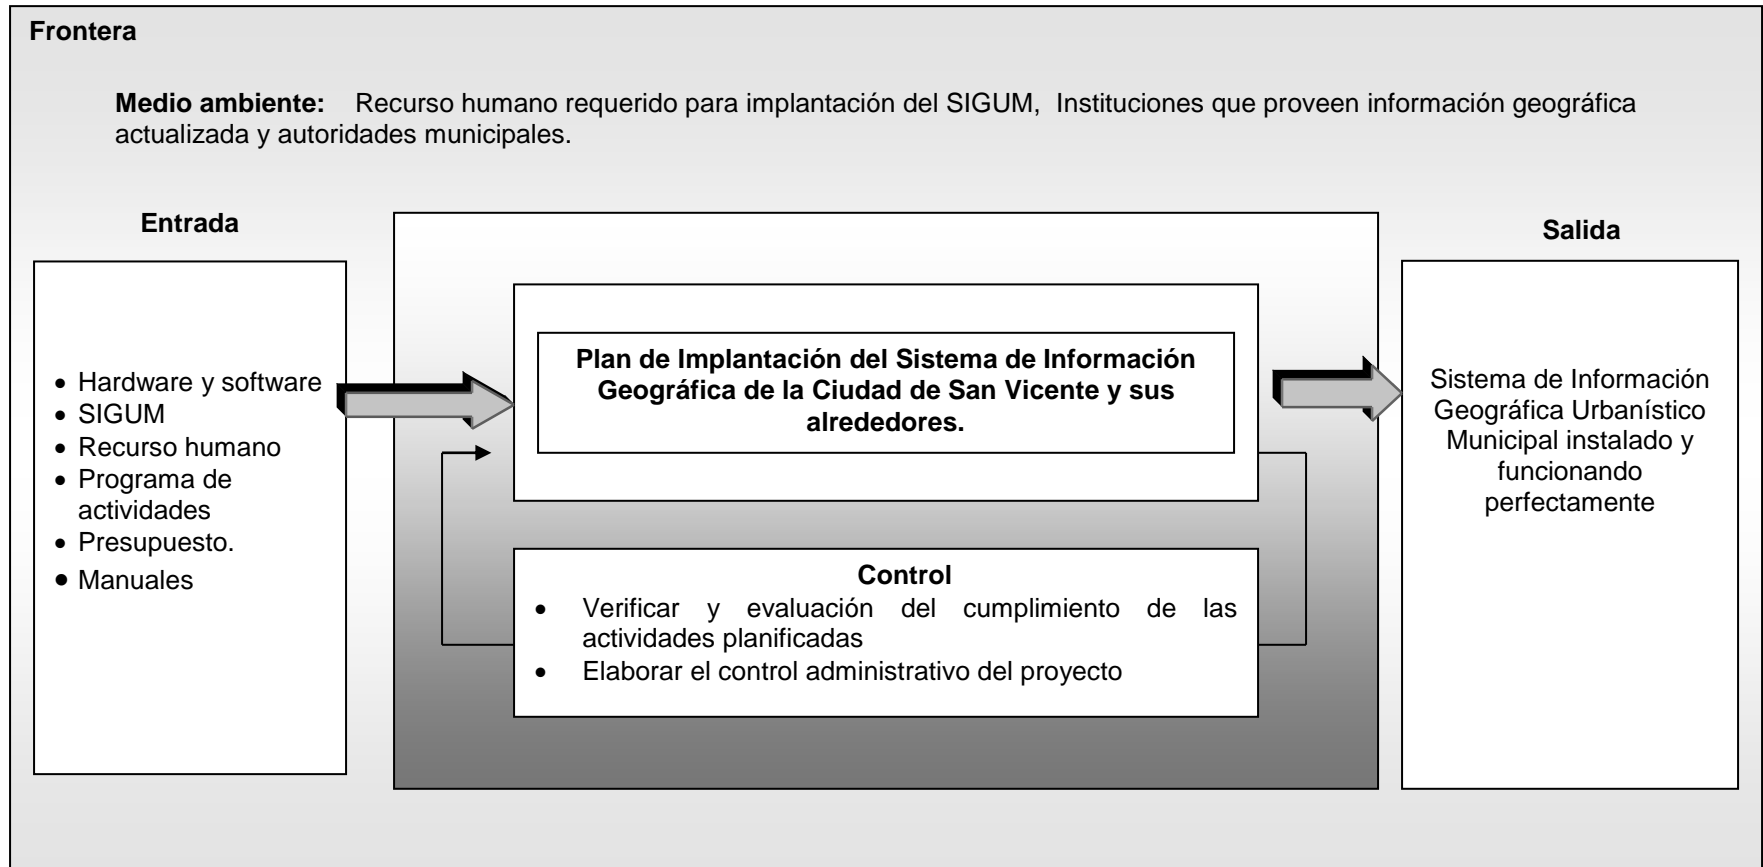 Frontera
Medio ambiente: Recurso humano requerido para implantación del SIGUM, Instituciones que proveen información geográfica
actualizada y autoridades municipales.
Entrada
• Hardware y software
• SIGUM
• Recurso humano
• Programa de
actividades
• Presupuesto.
• Manuales
Plan de Implantación del Sistema de Información
Geográfica de la Ciudad de San Vicente y sus
alrededores.
Control
• Verificar y evaluación del cumplimiento de las
actividades planificadas
• Elaborar el control administrativo del proyecto
Salida
Sistema de Información
Geográfica Urbanístico
Municipal instalado y
funcionando
perfectamente